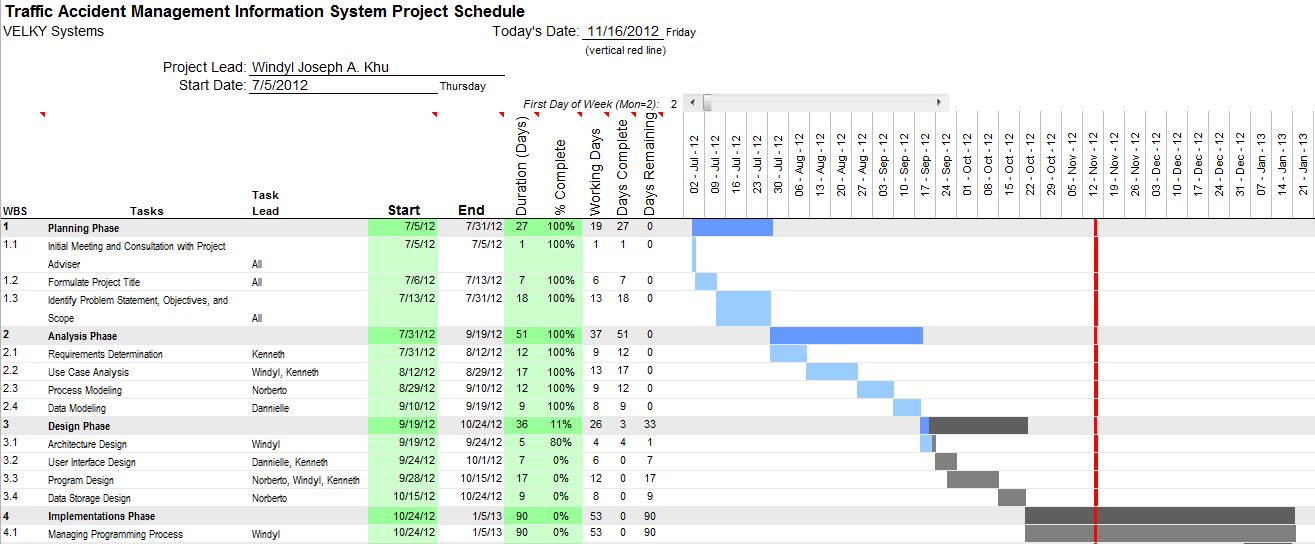 Traffic Accident Management Information System Project Schedule
VELKY Systems
Today's Date: 11/16/2012 Friday
(vertical red line)
Project Lead: Windyl Joseph A. Khu
Start Date: 7/5/2012 Thursday
First Day of Week (Mon=2): 2
WBS Tasks Task Lead Start End Duration (Days) % Complete Working Days Days Complete Days Remaining 02 - Jul - 12 09 - Jul - 12 16 - Jul - 12 23 - Jul - 12 30 - Jul - 12 06 - Aug - 12 13 - Aug - 12 20 - Aug - 12 27 - Aug - 12 03 - Sep - 12 10 - Sep - 12 17 - Sep - 12 24 - Sep - 12 01 - Oct - 12 08 - Oct - 12 15 - Oct - 12 22 - Oct - 12 29 - Oct - 12 05 - Nov - 12 12 - Nov - 12 19 - Nov - 12 26 - Nov - 12 03 - Dec - 12 10 - Dec - 12 17 - Dec - 12 24 - Dec - 12 31 - Dec - 12 07 - Jan - 13 14 - Jan - 13 21 - Jan - 13
1 Planning Phase 7/5/12 7/31/12 27 100% 19 27 0
1.1 Initial Meeting and Consultation with Project 7/5/12 7/5/12 1 100% 1 1 0
Adviser All
1.2 Formulate Project Title All 7/6/12 7/13/12 7 100% 6 7 0
1.3 Identify Problem Statement, Objectives, and 7/13/12 7/31/12 18 100% 13 18 0
Scope All
2 Analysis Phase 7/31/12 9/19/12 51 100% 37 51 0
2.1 Requirements Determination Kenneth 7/31/12 8/12/12 12 100% 9 12 0
2.2 Use Case Analysis Windyl, Kenneth 8/12/12 8/29/12 17 100% 13 17 0
2.3 Process Modeling Norberto 8/29/12 9/10/12 12 100% 9 12 0
2.4 Data Modeling Dannielle 9/10/12 9/19/12 9 100% 8 9 0
3 Design Phase 9/19/12 10/24/12 36 11% 26 3 33
3.1 Architecture Design Windyl 9/19/12 9/24/12 5 80% 4 4 1
3.2 User Interface Design Dannielle, Kenneth 9/24/12 10/1/12 7 0% 6 0 7
3.3 Program Design Norberto, Windyl, Kenneth 9/28/12 10/15/12 17 0% 12 0 17
3.4 Data Storage Design Norberto 10/15/12 10/24/12 9 0% 8 0 9
4 Implementations Phase 10/24/12 1/5/13 90 0% 53 0 90
4.1 Managing Programming Process Windyl 10/24/12 1/5/13 90 0% 53 0 90